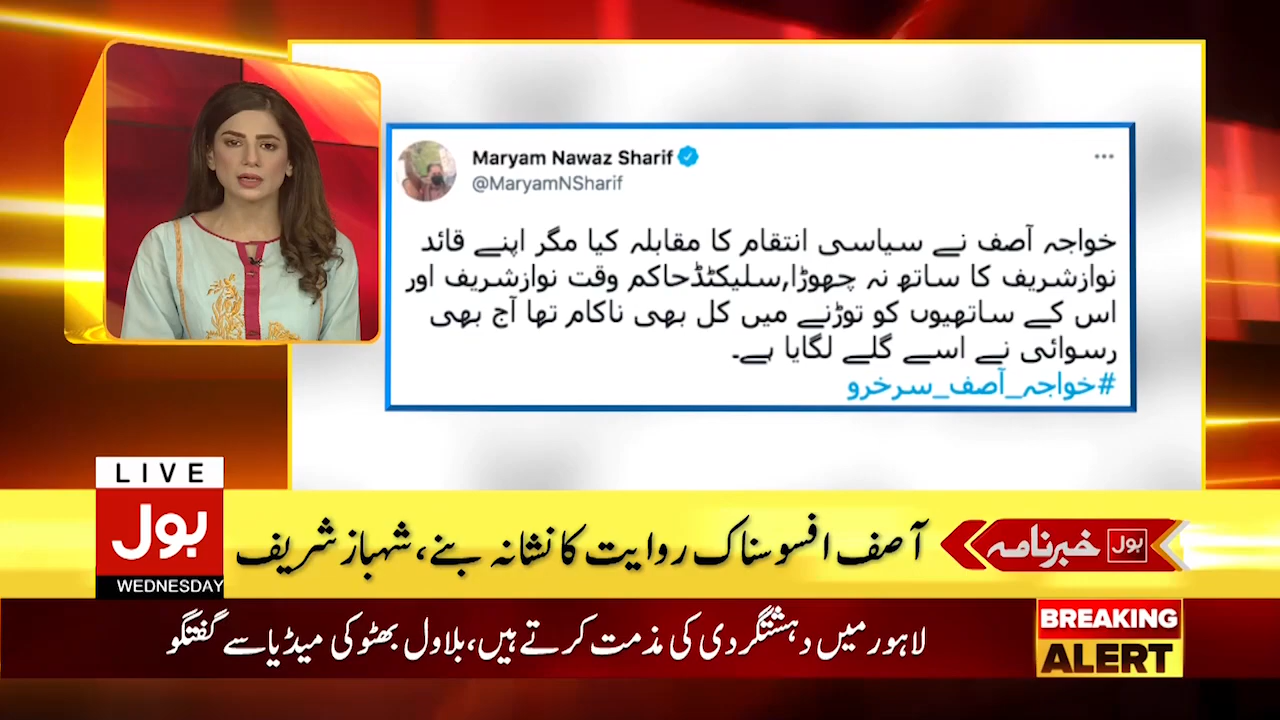 Maryam Nawaz Sharif
@MaryamNSharif
خواجہ آصف نے سیاسی انتقام کا مقابلہ کیا مگر اپنے قائد
نوازشریف کا ساتھ نہ چھوڑا,سلیکٹڈحاکم وقت نوازشریف اور
اس کے ساتھیوں کو توڑنے میں کل بھی ناکام تھا آج بھی
رسوائی نے اسے گلے لگایا ہے۔
#خواجہ_آصف_سرخرو
LIVE
بول
WEDNESDAY
بول خبرنامہ
آصف افسوسناک روایت کا نشانہ بنے، شہباز شریف
BREAKING
ALERT
لاہور میں دہشتگردی کی مذمت کرتے ہیں، بلاول بھٹو کی میڈیا سے گفتگو